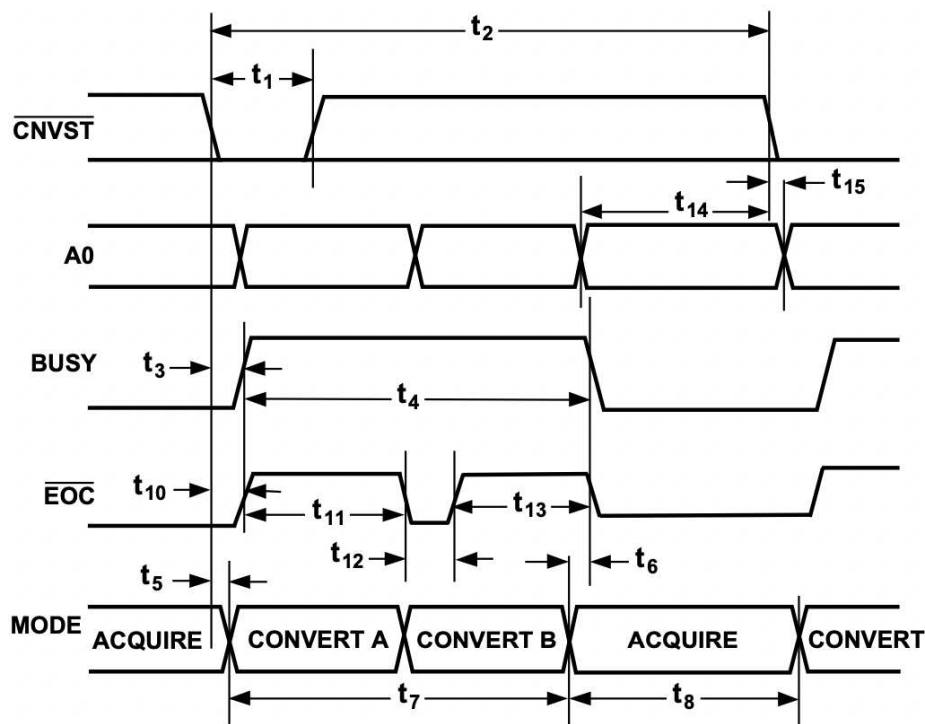 t2
t1
CNVST
t15
t14
A0
BUSY
t3
t4
t10
EOC
t11
t13
t12
t6
t5
MODE
ACQUIRE CONVERT A CONVERT B ACQUIRE CONVERT
t7
t8